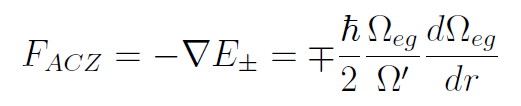 $F_{ACZ} = -\nabla E_{\pm} = \mp \frac{\hbar}{2} \frac{\Omega_{eg}}{\Omega'} \frac{d\Omega_{eg}}{dr}$